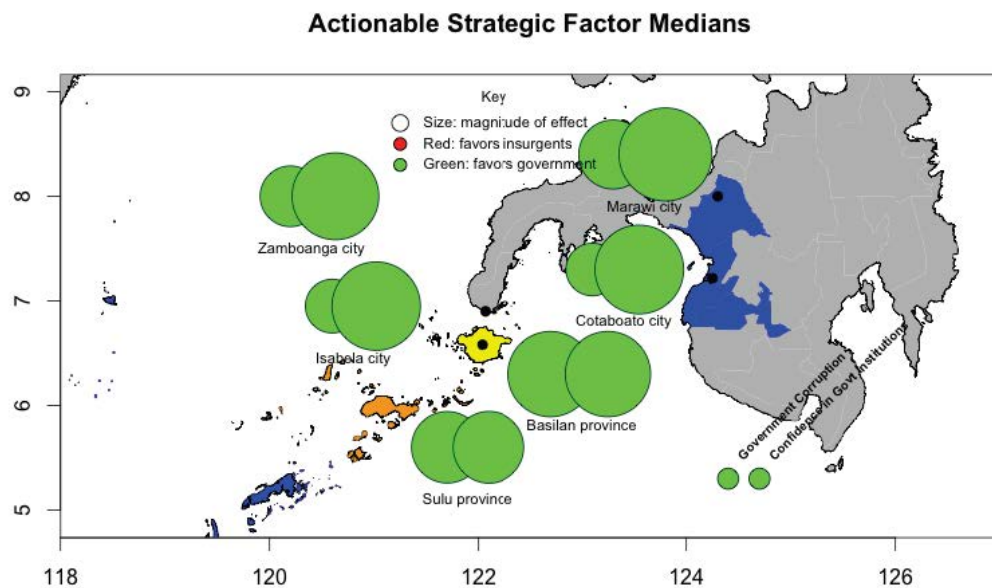 Actionable Strategic Factor Medians
Key
Size: magnitude of effect
Red: favors insurgents
Green: favors government
Marawi city
Zamboanga city
Cotaboato city
Isabela city
Basilan province
Sulu province
Government Corruption
Confidence in Govt Institutions
9
8
7
6
5
118 120 122 124 126